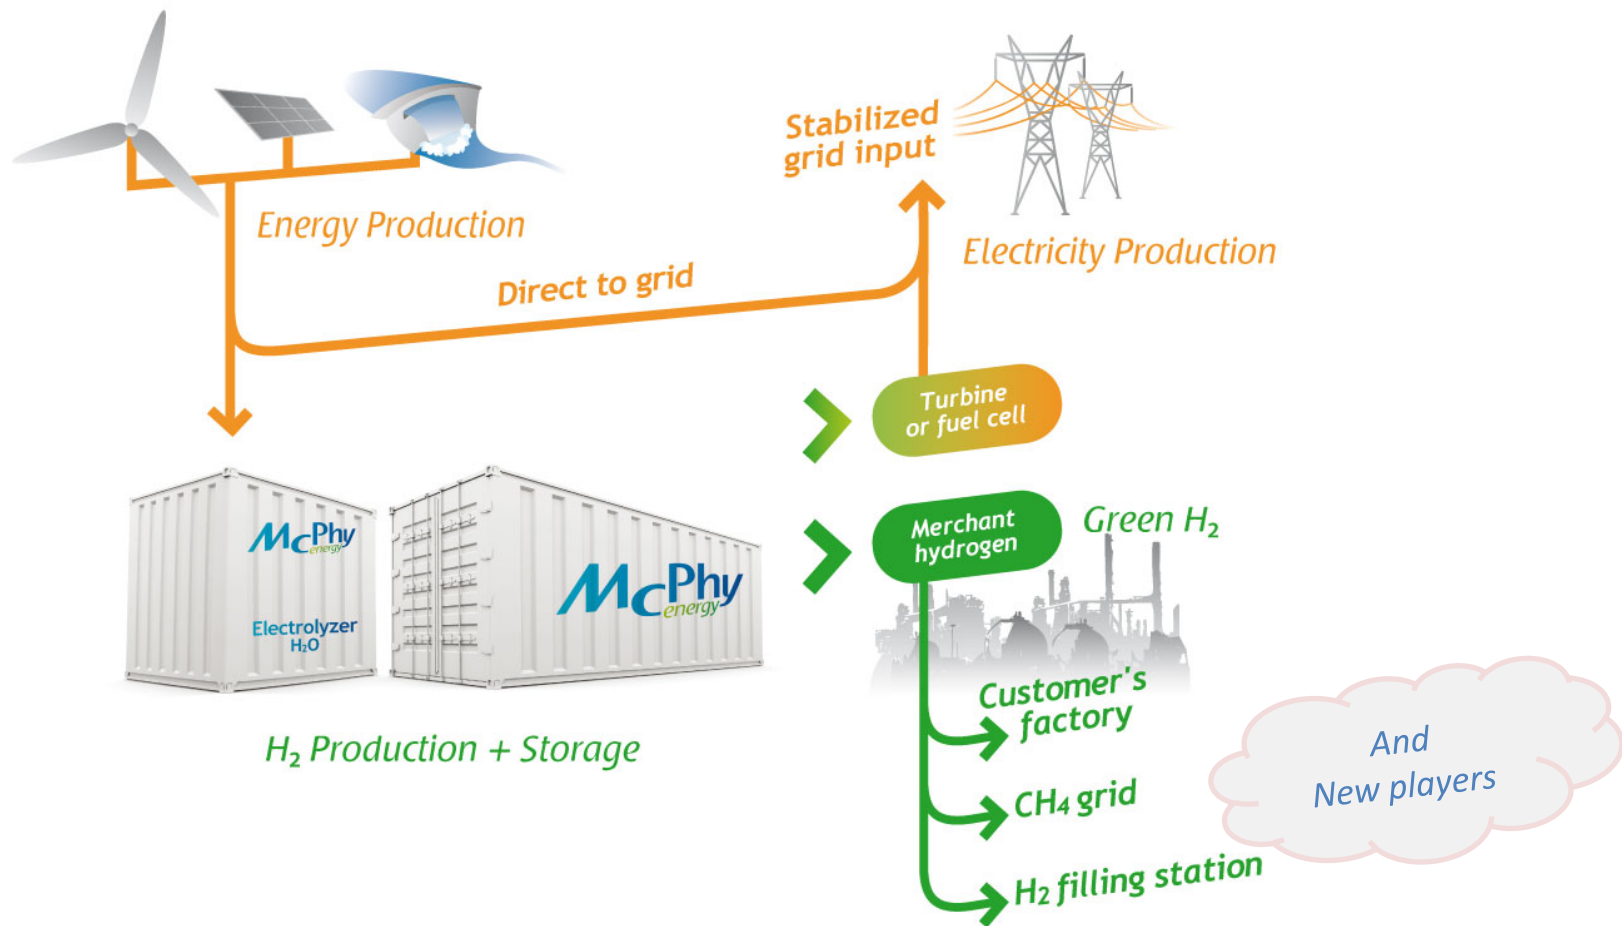 Stabilized
grid input
Energy Production
Electricity Production
Direct to grid
Turbine
or fuel cell
McPhy
energy
Electrolyzer
H₂O
McPhy
energy
Merchant
hydrogen
Green H₂
H₂ Production + Storage
Customer's
factory
CH₄ grid
H₂ filling station
And
New players